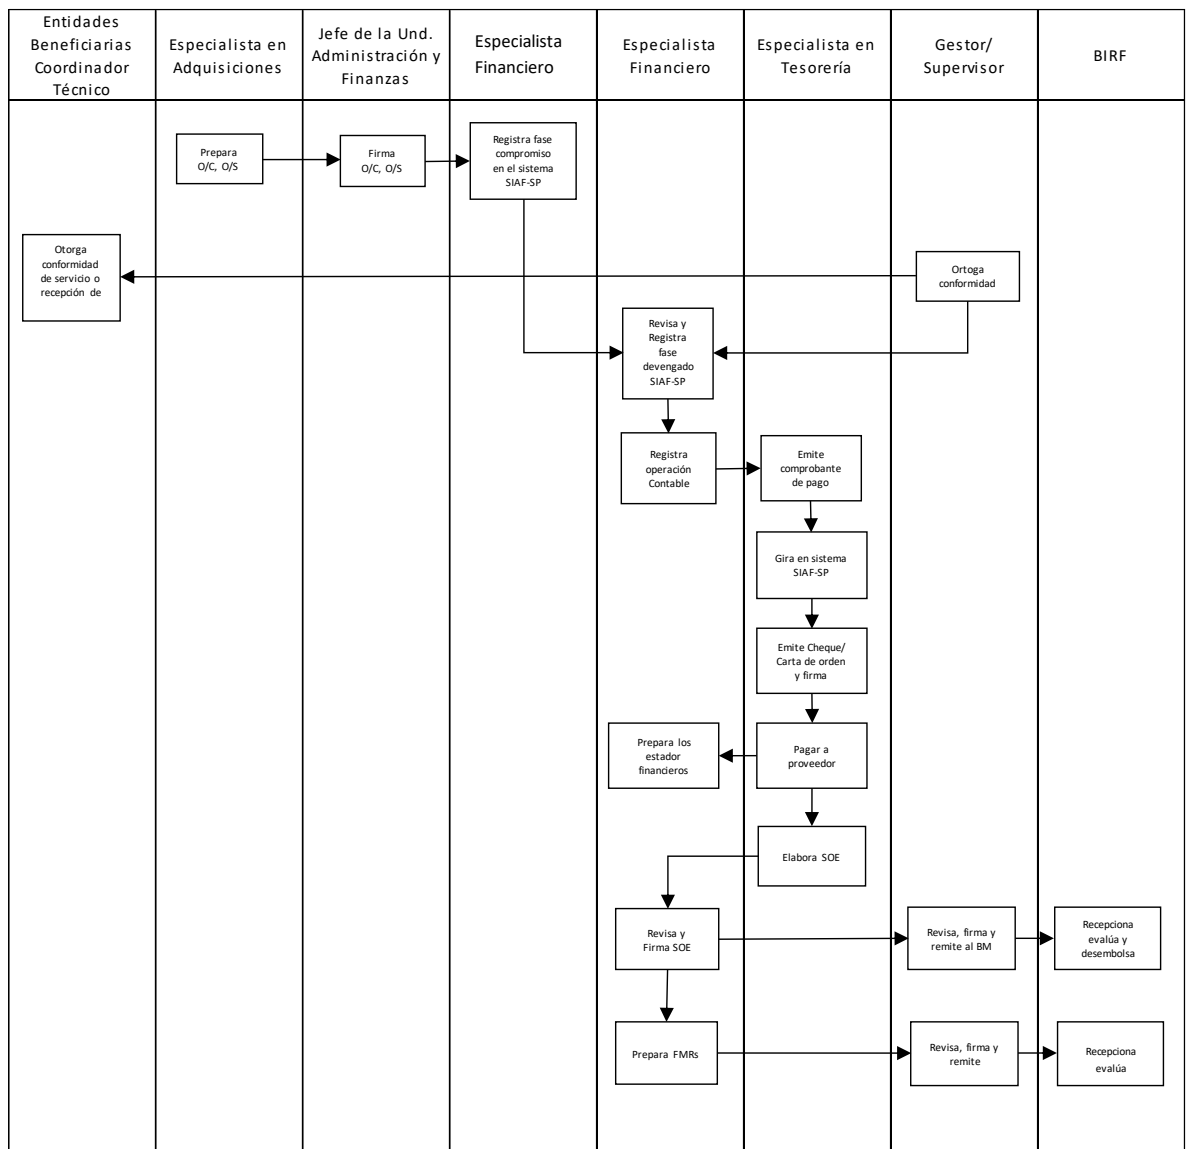 Entidades
Beneficiarias
Coordinador
Técnico
Especialista en
Adquisiciones
Jefe de la Und.
Administración y
Finanzas
Especialista
Financiero
Especialista
Financiero
Especialista en
Tesorería
Gestor/
Supervisor
BIRF
Prepara
O/C, O/S
Firma
O/C, O/S
Registra fase
compromiso
en el sistema
SIAF-SP
Otorga
conformidad
de servicio o
recepción de
Ortoga
conformidad
Revisa y
Registra
fase
devengado
SIAF-SP
Registra
operación
Contable
Emite
comprobante
de pago
Gira en sistema
SIAF-SP
Emite Cheque/
Carta de orden
y firma
Prepara los
estador
financieros
Pagar a
proveedor
Elabora SOE
Revisa y
Firma SOE
Revisa, firma y
remite al BM
Recepciona
evalúa y
desembolsa
Prepara FMRs
Revisa, firma y
remite
Recepciona
evalúa